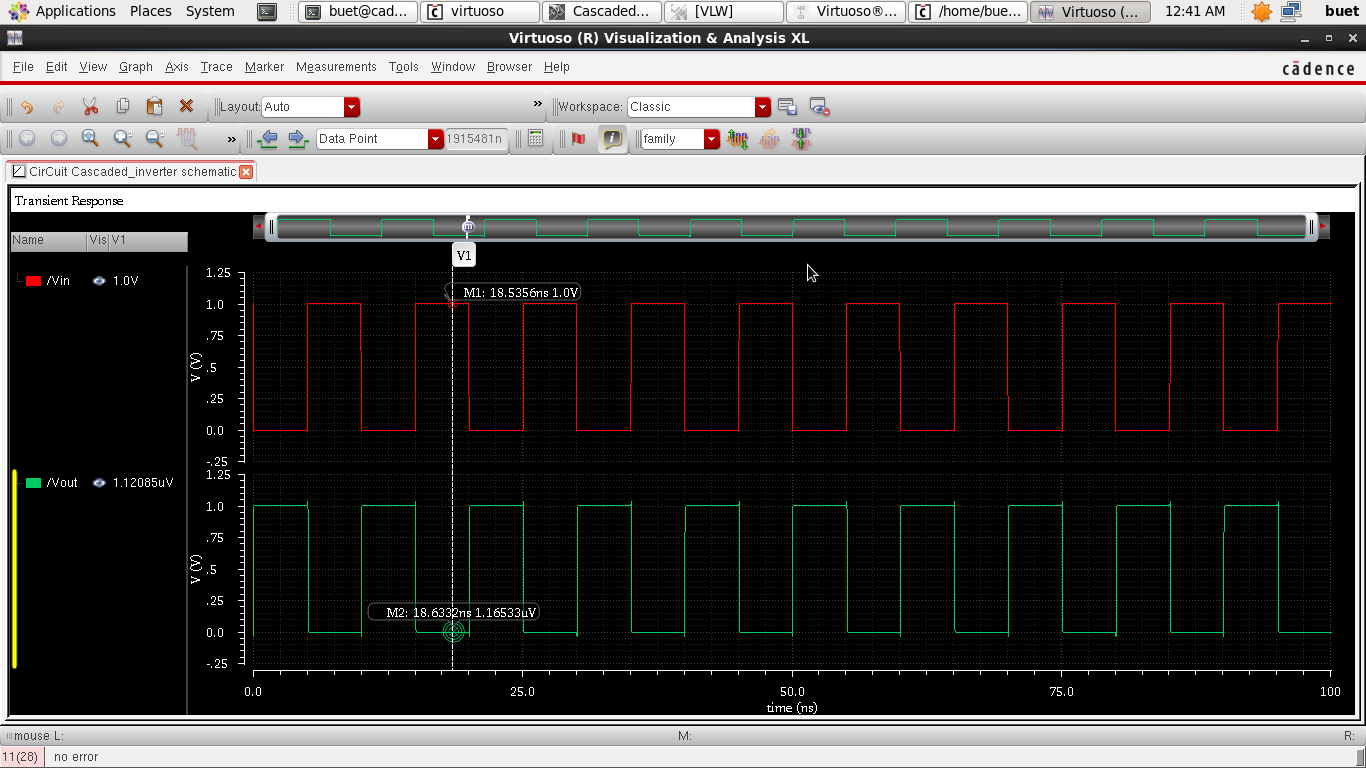 Applications Places System buet@cad... virtuoso Cascaded... [VLV] Virtuoso®... /home/bue... Virtuoso (... 12:41 AM buet
Virtuoso (R) Visualization & Analysis XL
File Edit View Graph Axis Trace Marker Measurements Tools Window Browser Help cādence
Layout: Auto » Workspace: Classic
» Data Point 1915481n family
CirCuit Cascaded_inverter schematic
Transient Response
Name Vis V1
V1
/Vin 1.0V
M1: 18.5356ns 1.0V
1.25
1.0
.75
.5
.25
0.0
-.25
V (V)
/Vout 1.12085uV
M2: 18.6332ns 1.16533uV
1.25
1.0
.75
.5
.25
0.0
-.25
V (V)
0.0 25.0 50.0 75.0 100
time (ns)
mouse L: M: R:
11(28) no error